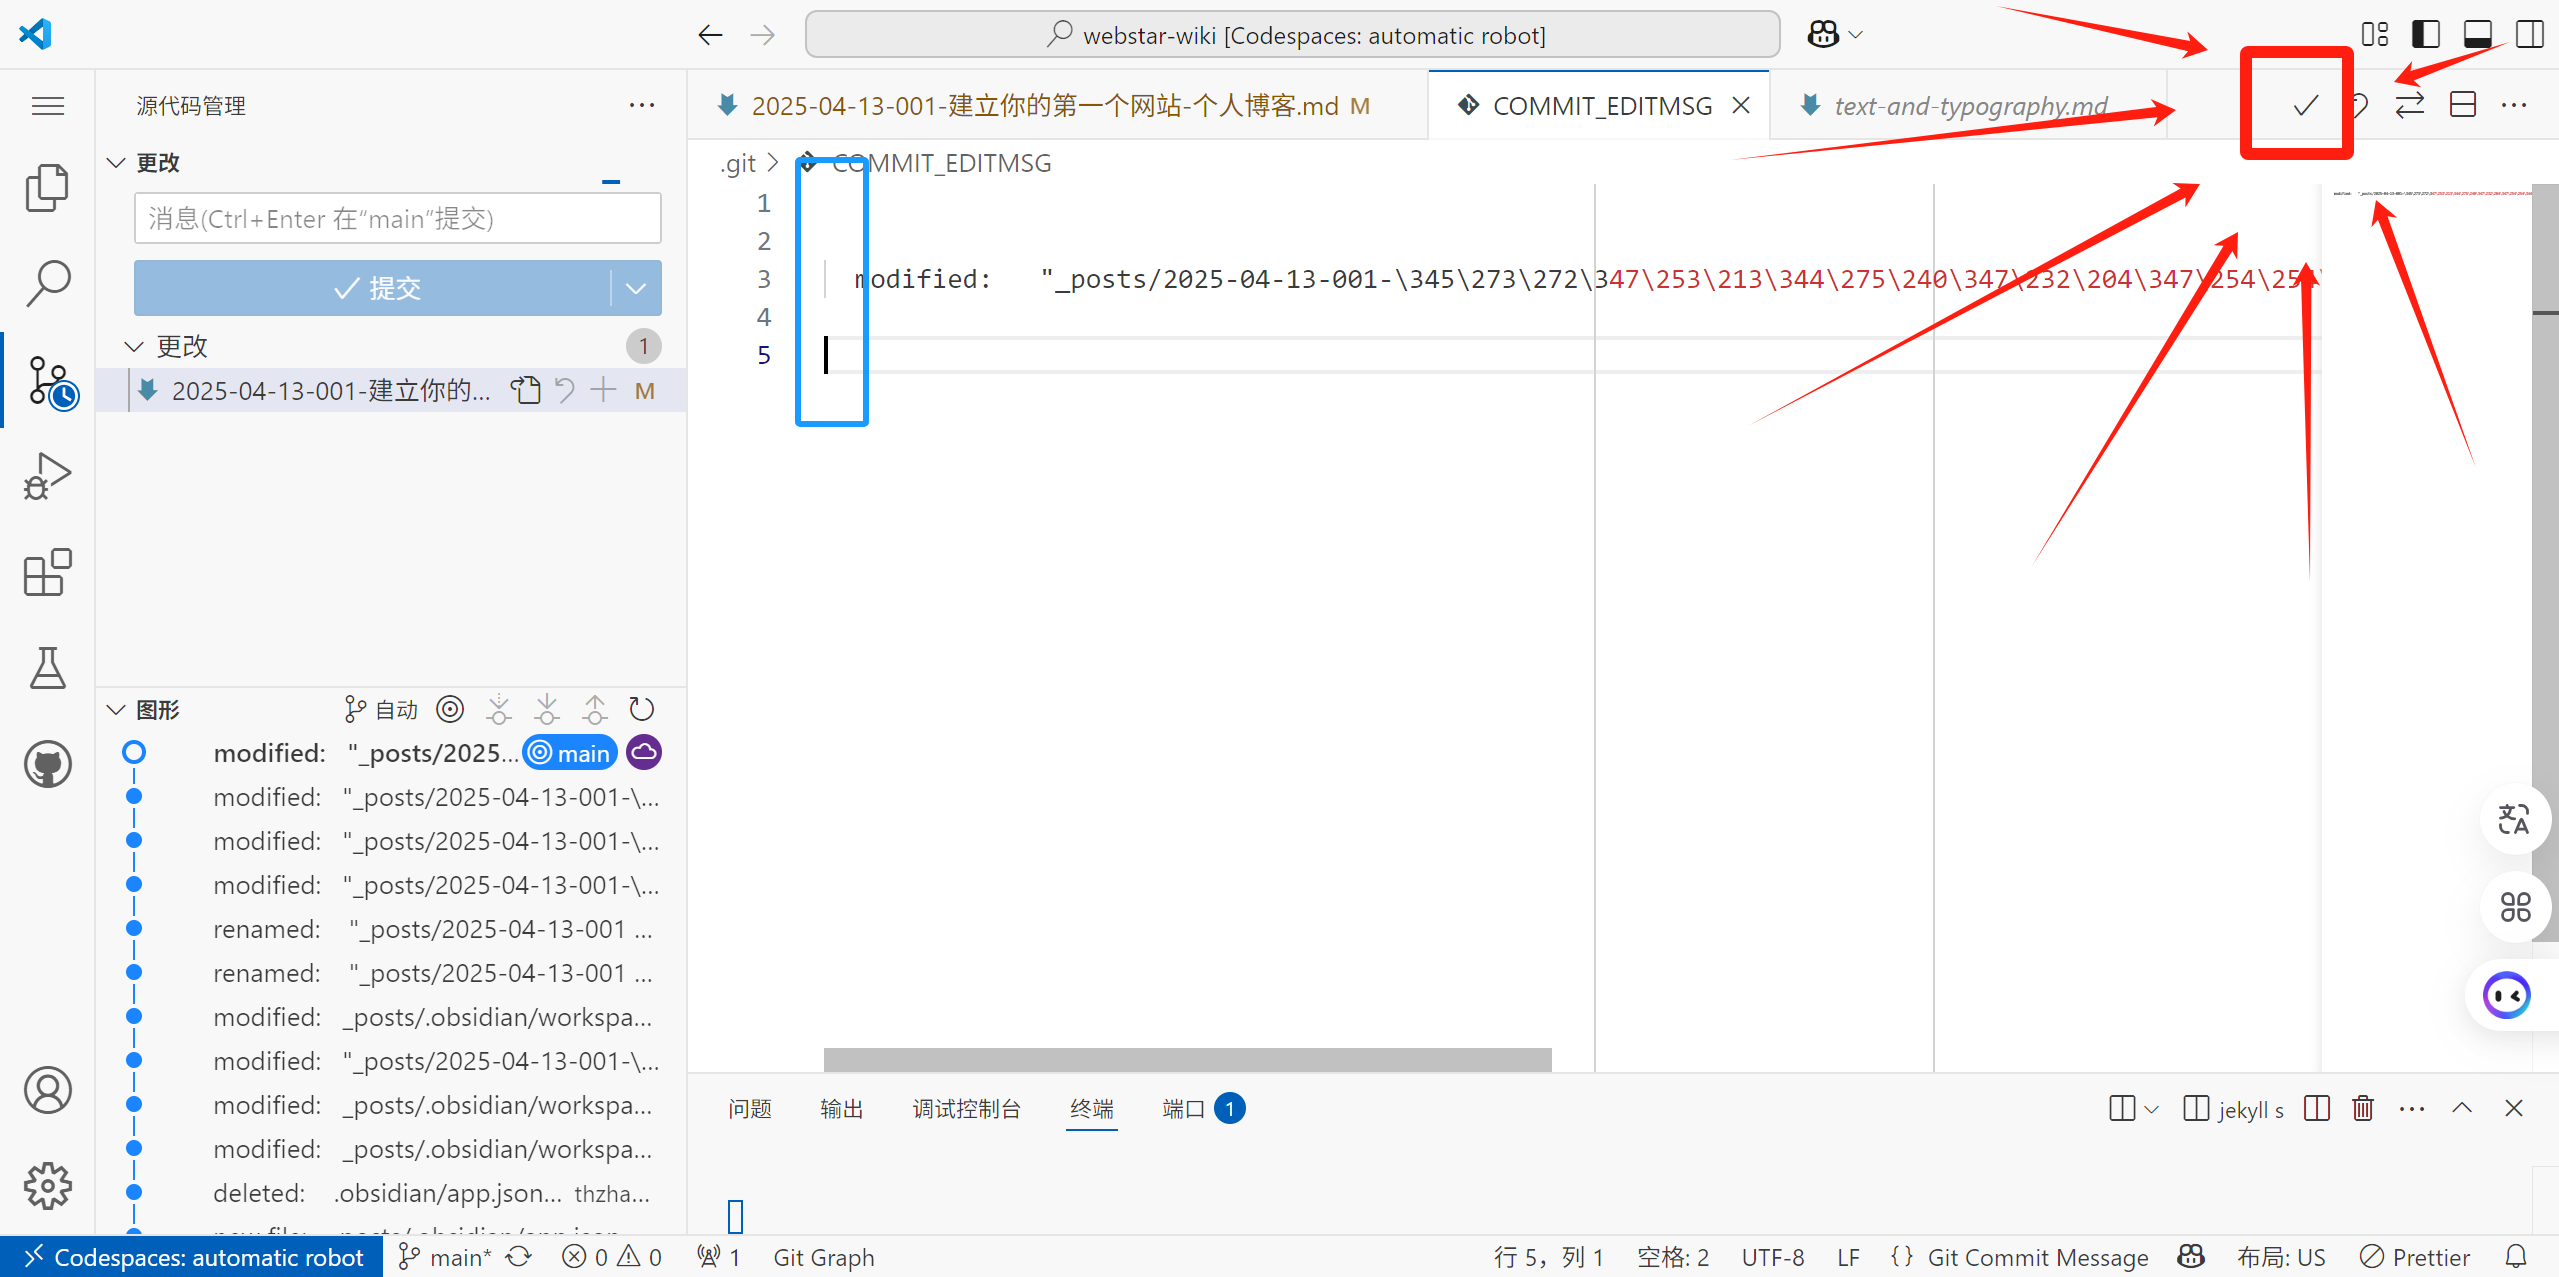 webstar-wiki [Codespaces: automatic robot]
源代码管理
更改
消息(Ctrl+Enter 在“main”提交)
提交
更改
1
2025-04-13-001-建立你的...
M
2025-04-13-001-建立你的第一个网站-个人博客.md M
COMMIT_EDITMSG
text-and-typography.md
.git > COMMIT_EDITMSG
1
2
3 modified: "_posts/2025-04-13-001-\345\273\272\347\253\213\344\275\240\347\232\204\347\254\254\
4
5
图形
自动
modified: "_posts/2025... main
modified: "_posts/2025-04-13-001-\...
modified: "_posts/2025-04-13-001-\...
modified: "_posts/2025-04-13-001-\...
renamed: "_posts/2025-04-13-001 ...
renamed: "_posts/2025-04-13-001 ...
modified: _posts/.obsidian/workspa...
modified: "_posts/2025-04-13-001-\...
modified: _posts/.obsidian/workspa...
modified: _posts/.obsidian/workspa...
deleted: .obsidian/app.json... thzha...
问题 输出 调试控制台 终端 端口 1
jekyll s
Codespaces: automatic robot
main*
0
0
1
Git Graph
行 5，列 1
空格: 2
UTF-8
LF
{} Git Commit Message
布局: US
Prettier